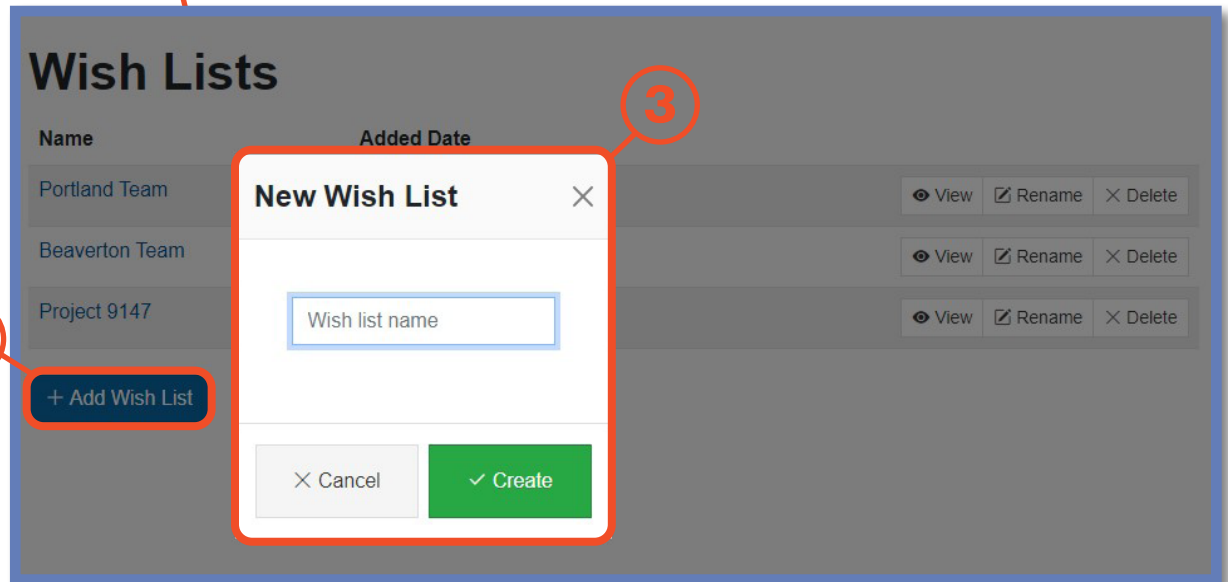 Wish Lists
3
Name Added Date
New Wish List
Portland Team View Rename Delete
Beaverton Team View Rename Delete
Wish list name
Project 9147 View Rename Delete
+ Add Wish List
Cancel Create